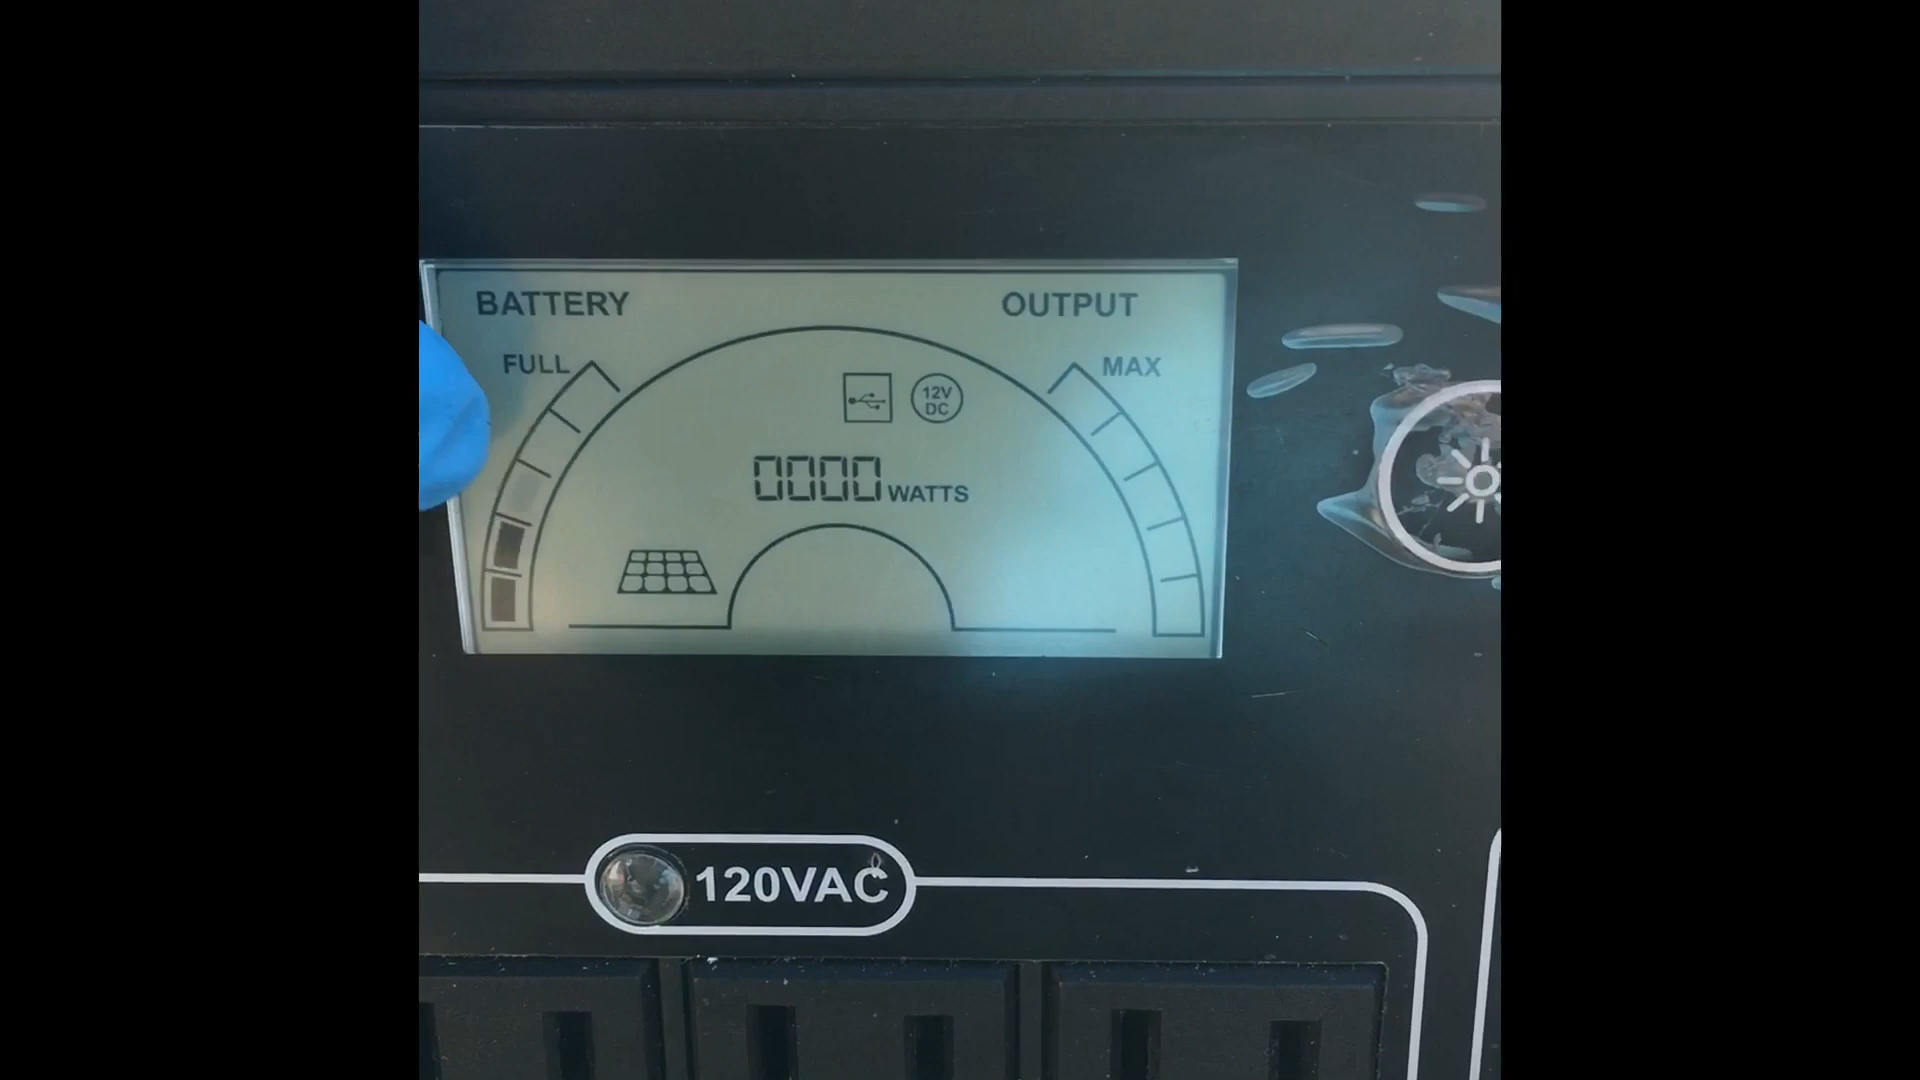 BATTERY
OUTPUT
FULL
MAX
12V
DC
0000 WATTS
120VAC